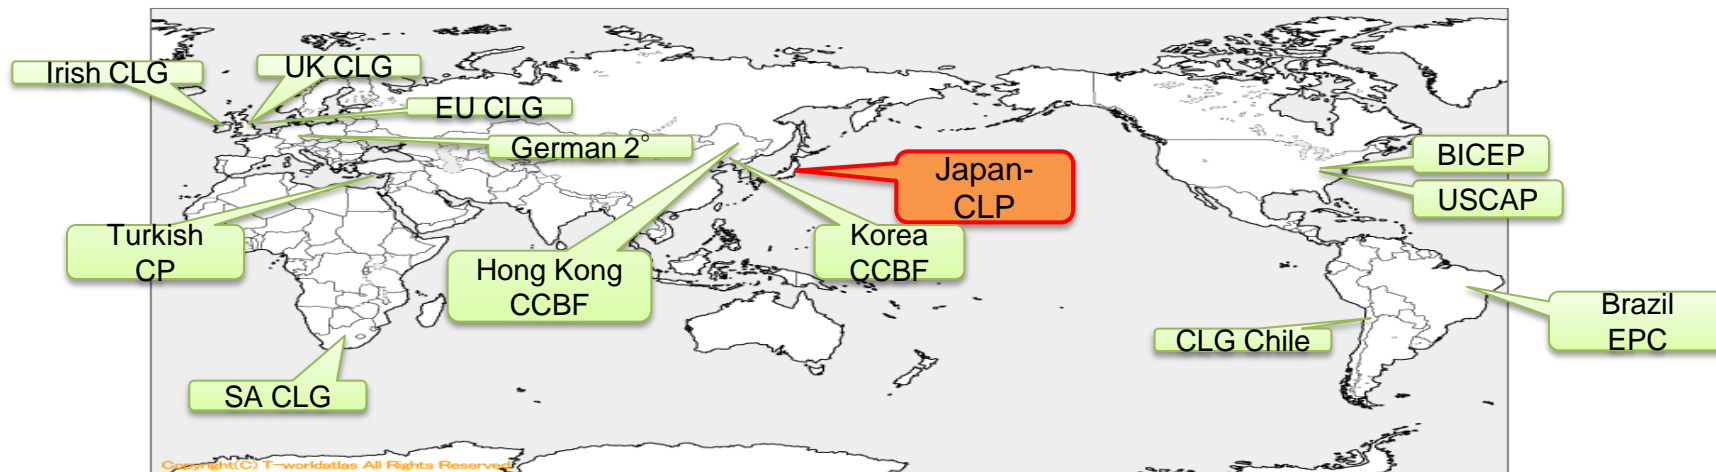 Irish CLG
UK CLG
EU CLG
German 2°
Japan-
CLP
BICEP
USCAP
Turkish
CP
Hong Kong
CCBF
Korea
CCBF
Brazil
EPC
CLG Chile
SA CLG
Copyright(C) T-worldatlas All Rights Reserved